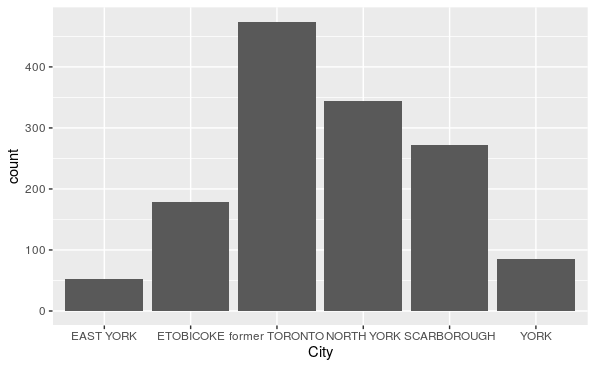 count
400
300
200
100
0
EAST YORK ETOBICOKE former TORONTO NORTH YORK SCARBOROUGH YORK
City